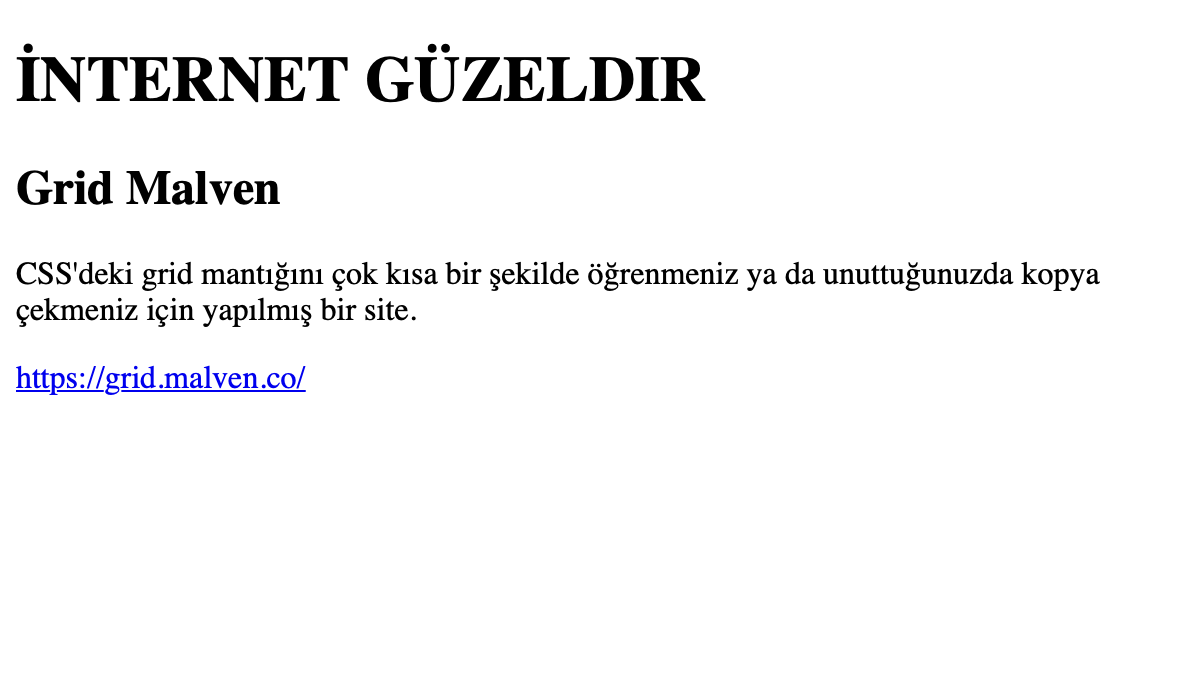 İNTERNET GÜZELDIR
Grid Malven
CSS'deki grid mantığını çok kısa bir şekilde öğrenmeniz ya da unuttuğunuzda kopya
çekmeniz için yapılmış bir site.
https://grid.malven.co/